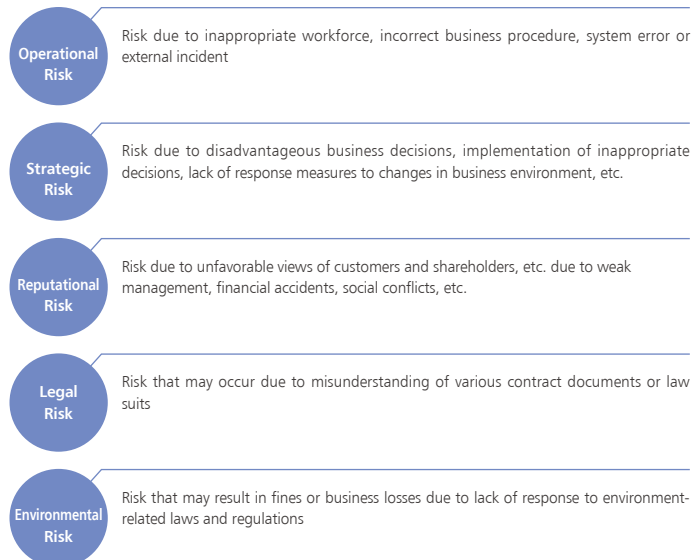 Operational
Risk
Risk due to inappropriate workforce, incorrect business procedure, system error or
external incident
Strategic
Risk
Risk due to disadvantageous business decisions, implementation of inappropriate
decisions, lack of response measures to changes in business environment, etc.
Reputational
Risk
Risk due to unfavorable views of customers and shareholders, etc. due to weak
management, financial accidents, social conflicts, etc.
Legal
Risk
Risk that may occur due to misunderstanding of various contract documents or law
suits
Environmental
Risk
Risk that may result in fines or business losses due to lack of response to environment-
related laws and regulations